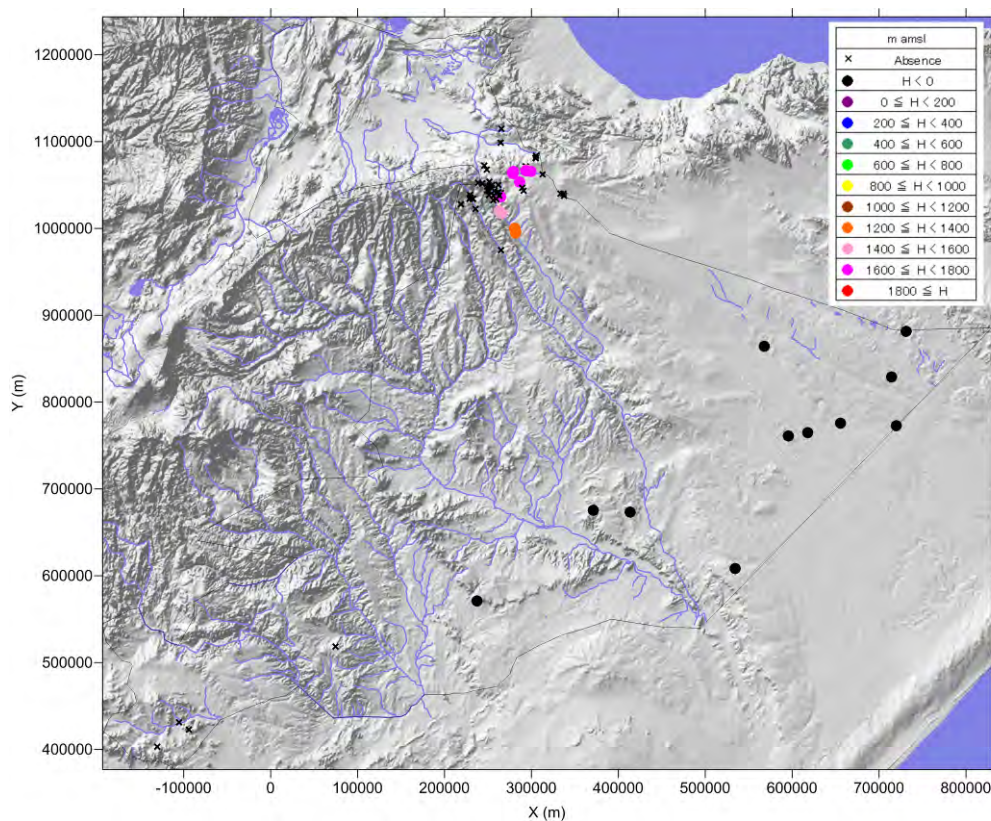 m amsl
× Absence
H < 0
0 ≦ H < 200
200 ≦ H < 400
400 ≦ H < 600
600 ≦ H < 800
800 ≦ H < 1000
1000 ≦ H < 1200
1200 ≦ H < 1400
1400 ≦ H < 1600
1600 ≦ H < 1800
1800 ≦ H
Y (m)
1200000
1100000
1000000
900000
800000
700000
600000
500000
400000
-100000 0 100000 200000 300000 400000 500000 600000 700000 800000
X (m)